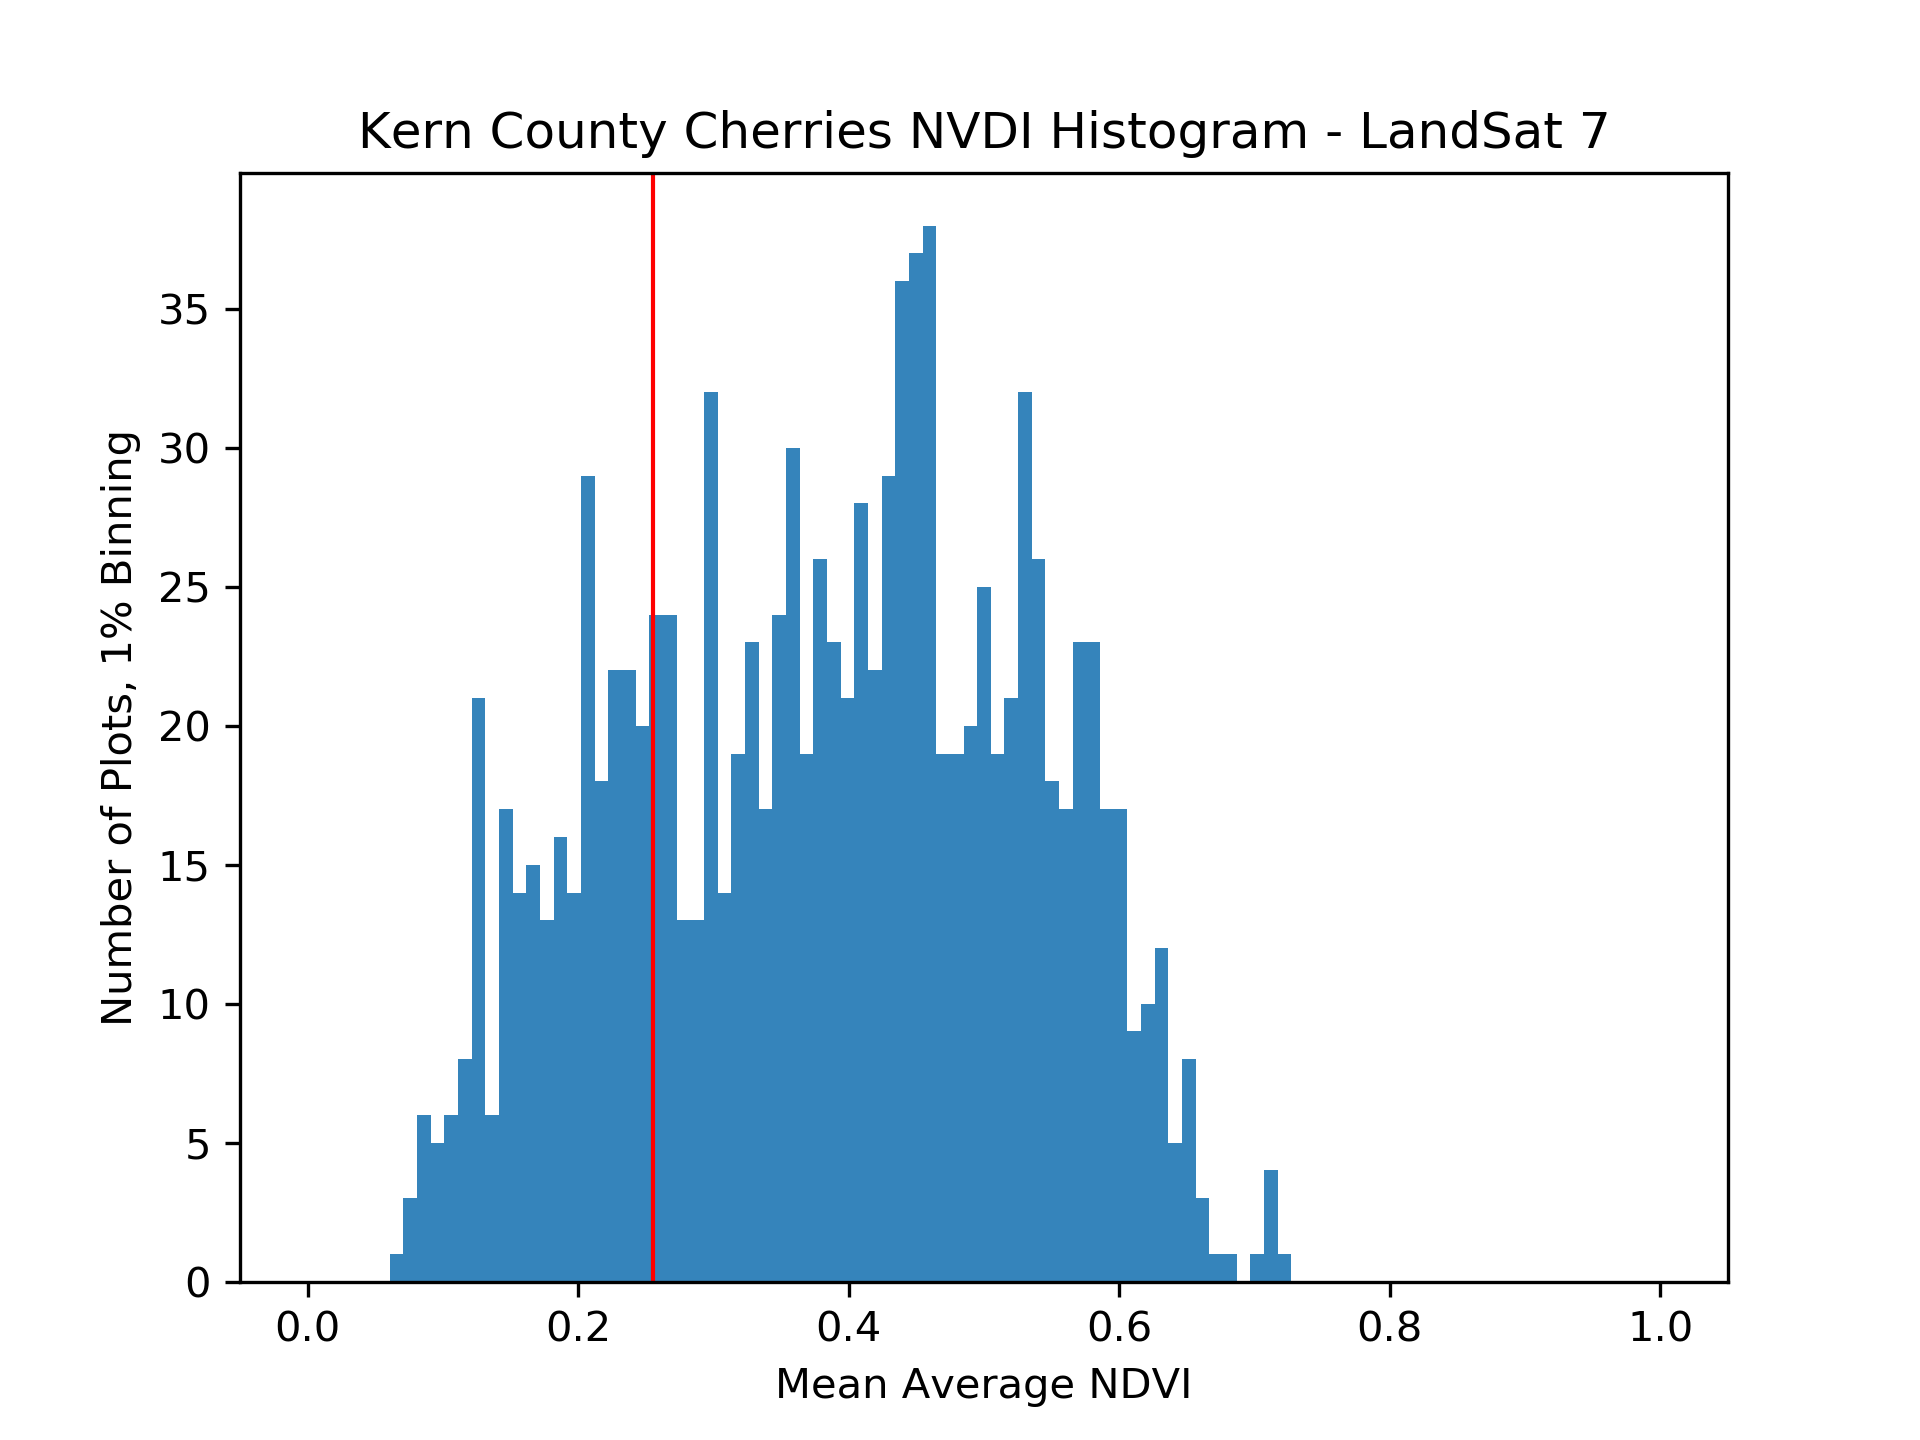 Kern County Cherries NVDI Histogram - LandSat 7
Number of Plots, 1% Binning
35
30
25
20
15
10
5
0
0.0 0.2 0.4 0.6 0.8 1.0
Mean Average NDVI